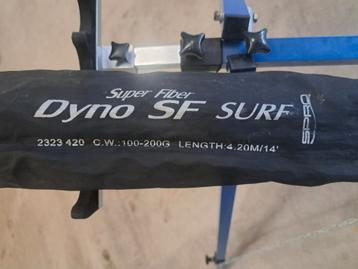 Super Fiber
Dyno SF SURF
SPRO
2323 420 C.W.:100-200G LENGTH:4.20M/14'